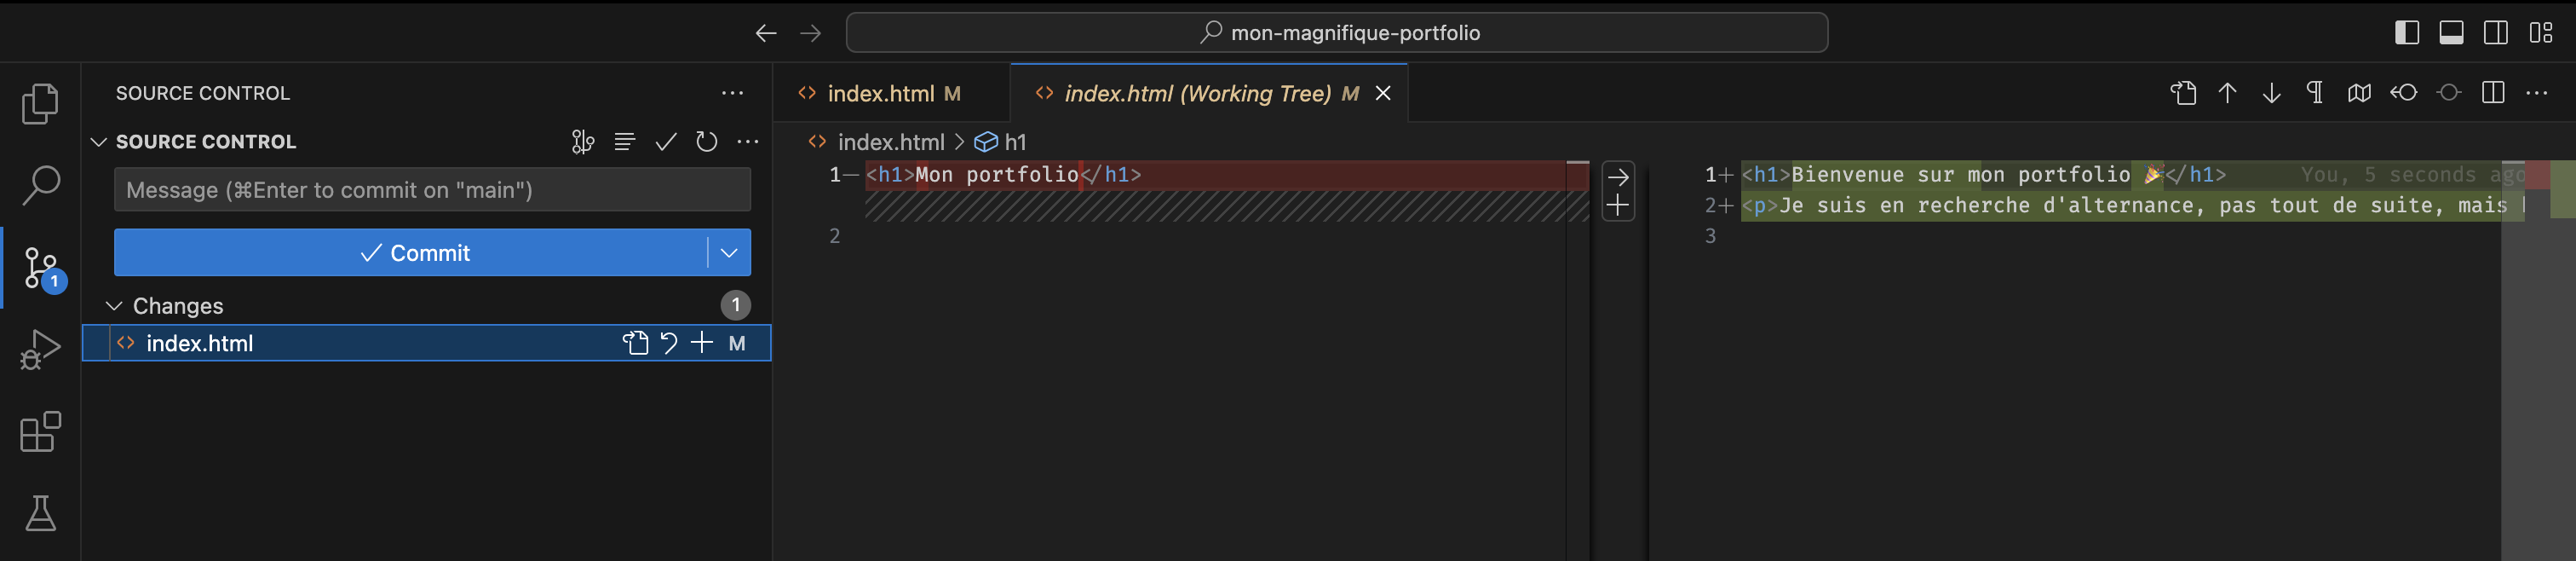 mon-magnifique-portfolio
SOURCE CONTROL
SOURCE CONTROL
Message (⌘Enter to commit on "main")
Commit
Changes 1
index.html M
1
index.html M
index.html (Working Tree) M
index.html > h1
1 <h1>Mon portfolio</h1>
2
1+ <h1>Bienvenue sur mon portfolio 🎉</h1> You, 5 seconds ago
2+ <p>Je suis en recherche d'alternance, pas tout de suite, mais
3